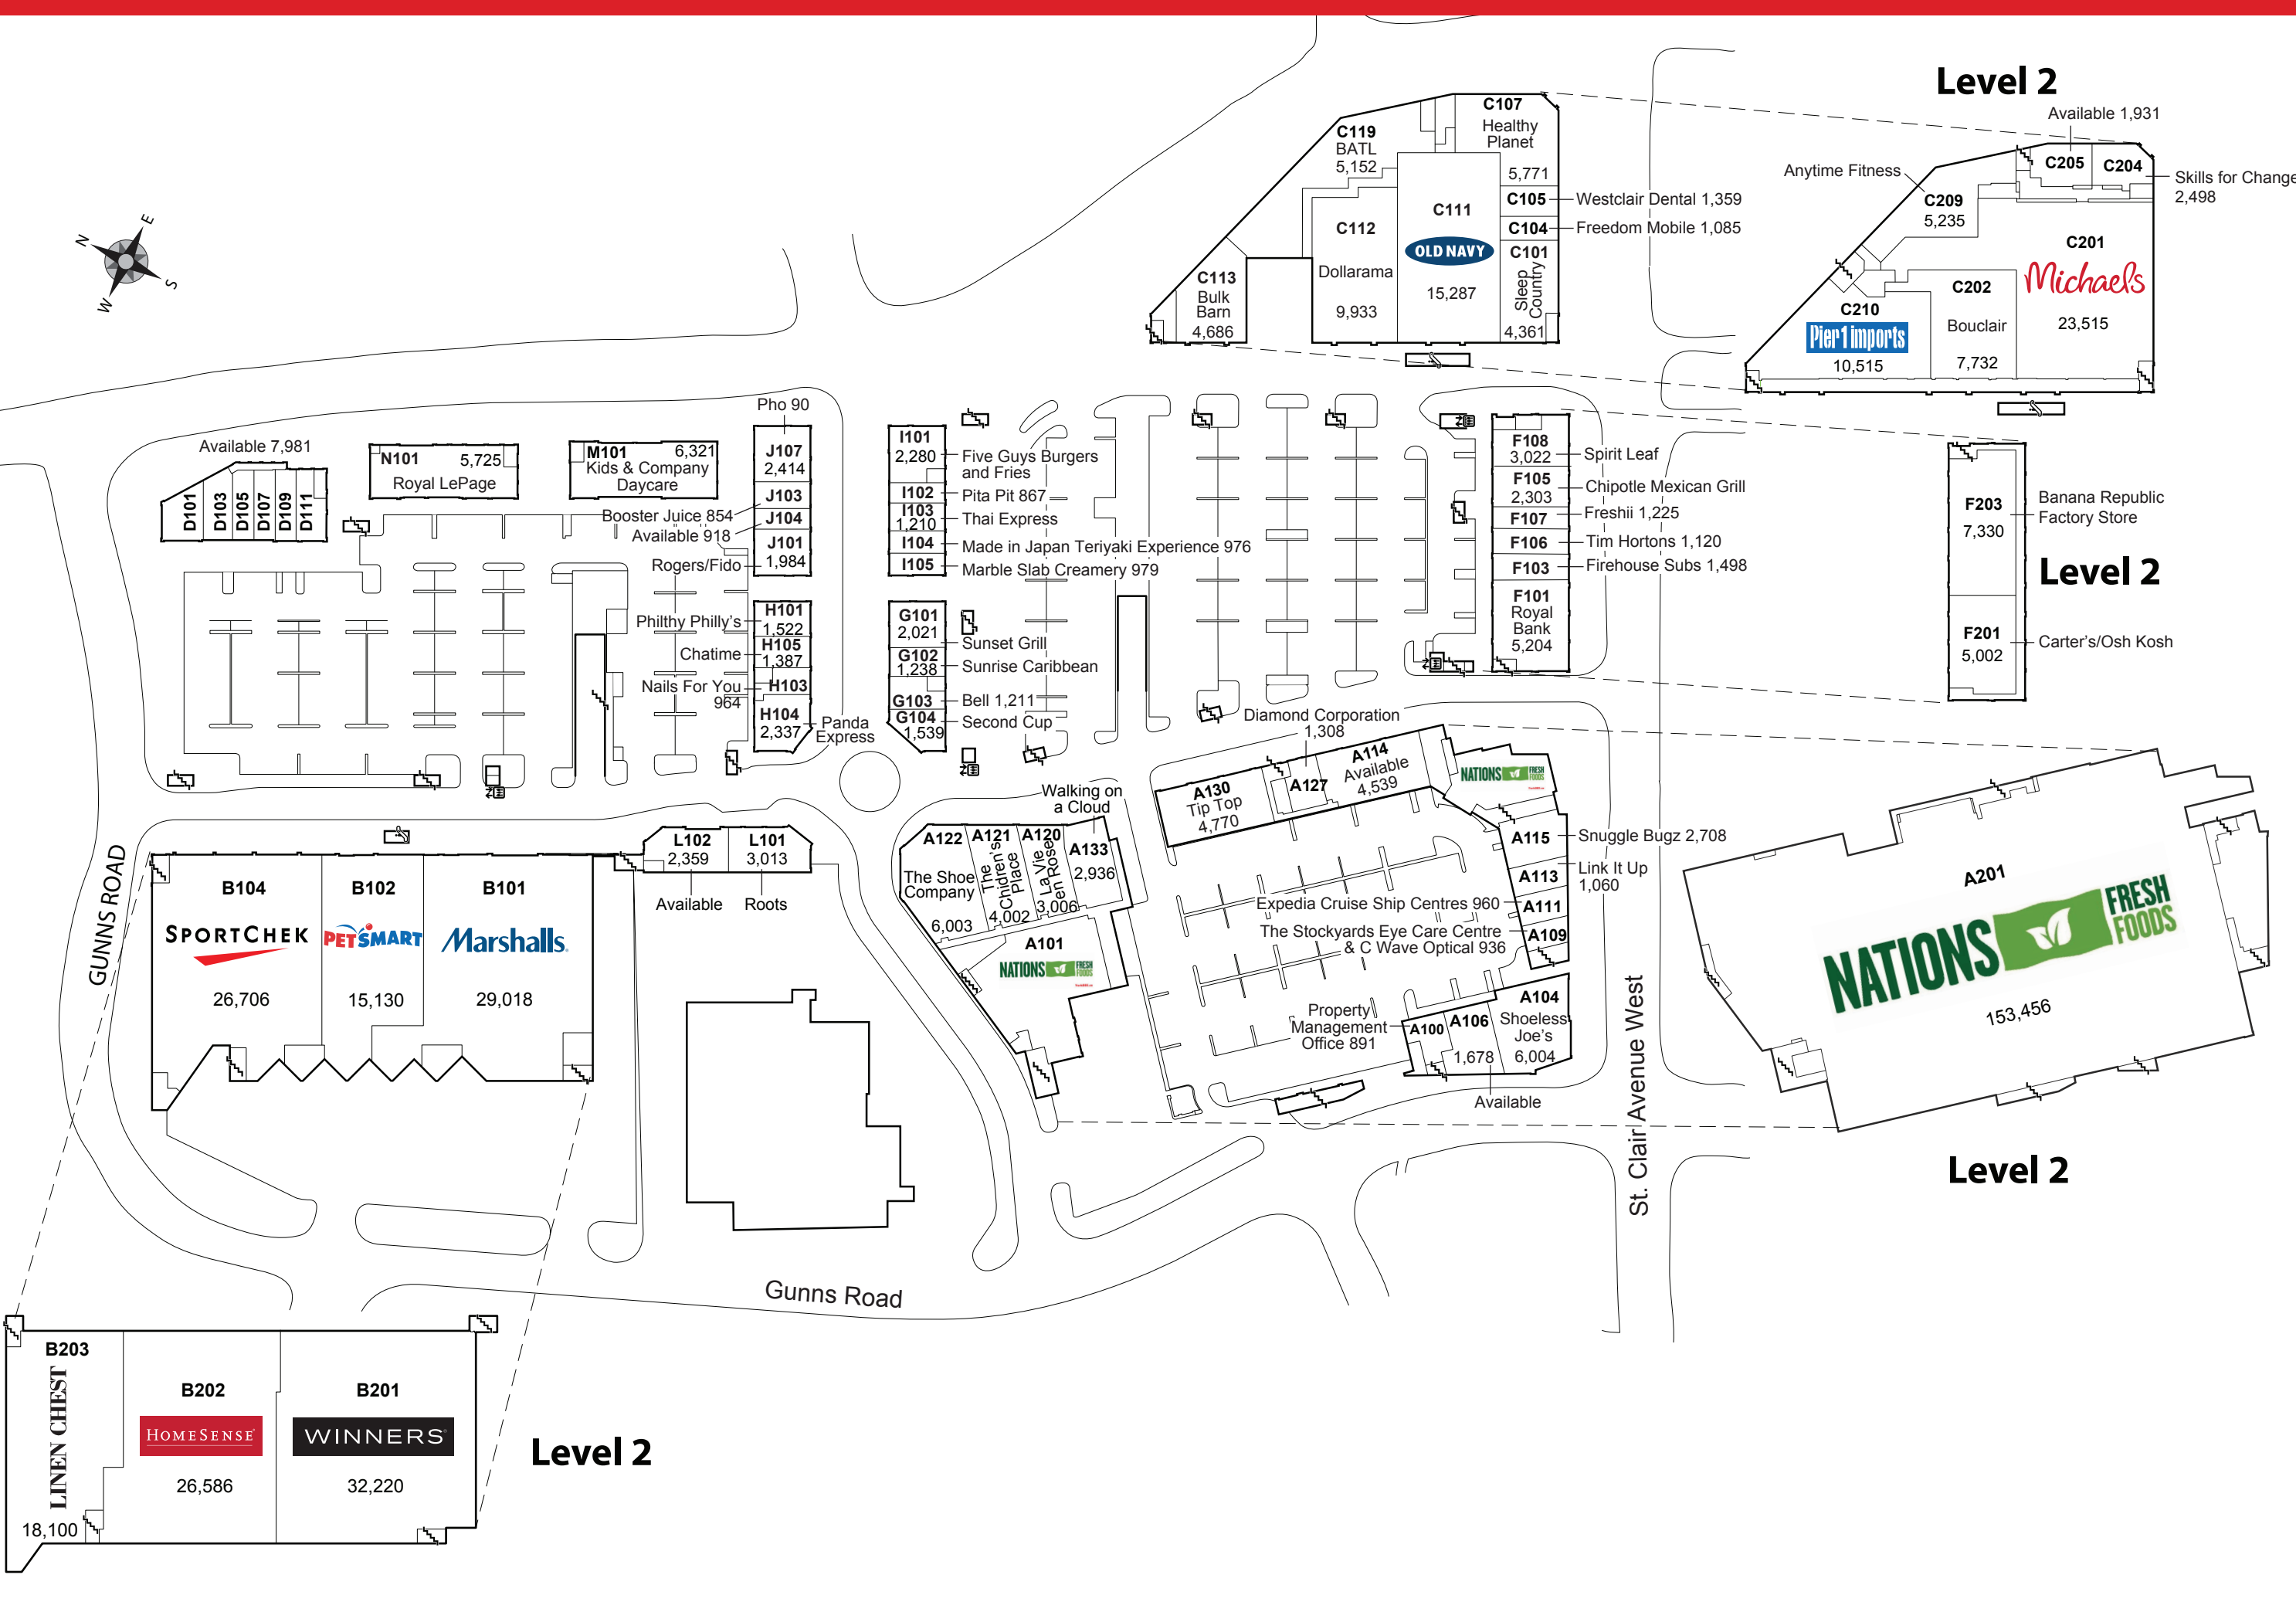 Level 2
Available 1,931
C205
C204
Skills for Change
2,498
Anytime Fitness
C209
5,235
C201
Michaels
23,515
C202
Bouclair
7,732
C210
Pier 1 imports
10,515
C107
Healthy
Planet
5,771
C119
BATL
5,152
C105
Westclair Dental 1,359
C104
Freedom Mobile 1,085
C101
Sleep
Country
4,361
C111
OLD NAVY
15,287
C112
Dollarama
9,933
C113
Bulk
Barn
4,686
N
E
S
W
Available 7,981
D101
D103
D105
D107
D109
D111
N101
5,725
Royal LePage
M101
6,321
Kids & Company
Daycare
Pho 90
J107
2,414
J103
Booster Juice 854
J104
Available 918
J101
Rogers/Fido
1,984
H101
Philthy Philly's
1,522
H105
Chatime
1,387
Nails For You
964
H103
H104
2,337
Panda
Express
I101
2,280
Five Guys Burgers
and Fries
I102
Pita Pit 867
I103
1,210
Thai Express
I104
Made in Japan Teriyaki Experience 976
I105
Marble Slab Creamery 979
G101
2,021
Sunset Grill
G102
1,238
Sunrise Caribbean
G103
Bell 1,211
G104
1,539
Second Cup
F108
3,022
Spirit Leaf
F105
2,303
Chipotle Mexican Grill
F107
Freshii 1,225
F106
Tim Hortons 1,120
F103
Firehouse Subs 1,498
F101
Royal
Bank
5,204
F203
7,330
Banana Republic
Factory Store
Level 2
F201
5,002
Carter's/Osh Kosh
Diamond Corporation
1,308
A130
Tip Top
4,770
A127
A114
Available
4,539
NATIONS FRESH FOODS
A115
Snuggle Bugz 2,708
A113
Link It Up
1,060
A111
Expedia Cruise Ship Centres 960
A109
The Stockyards Eye Care Centre
& C Wave Optical 936
A104
Shoeless
Joe's
6,004
A106
1,678
Available
A100
Property
Management
Office 891
Walking on
a Cloud
A122
The Shoe
Company
6,003
A121
The
Chidren's
Place
4,002
A120
La Vie
en Rose
3,006
A133
2,936
A101
NATIONS FRESH FOODS
A201
NATIONS FRESH FOODS
153,456
Level 2
L102
2,359
Available
L101
3,013
Roots
GUNNS ROAD
B104
SPORTCHEK
26,706
B102
PETSMART
15,130
B101
Marshalls
29,018
St. Clair Avenue West
Gunns Road
B203
LINEN CHEST
18,100
B202
HOMESENSE
26,586
B201
WINNERS
32,220
Level 2